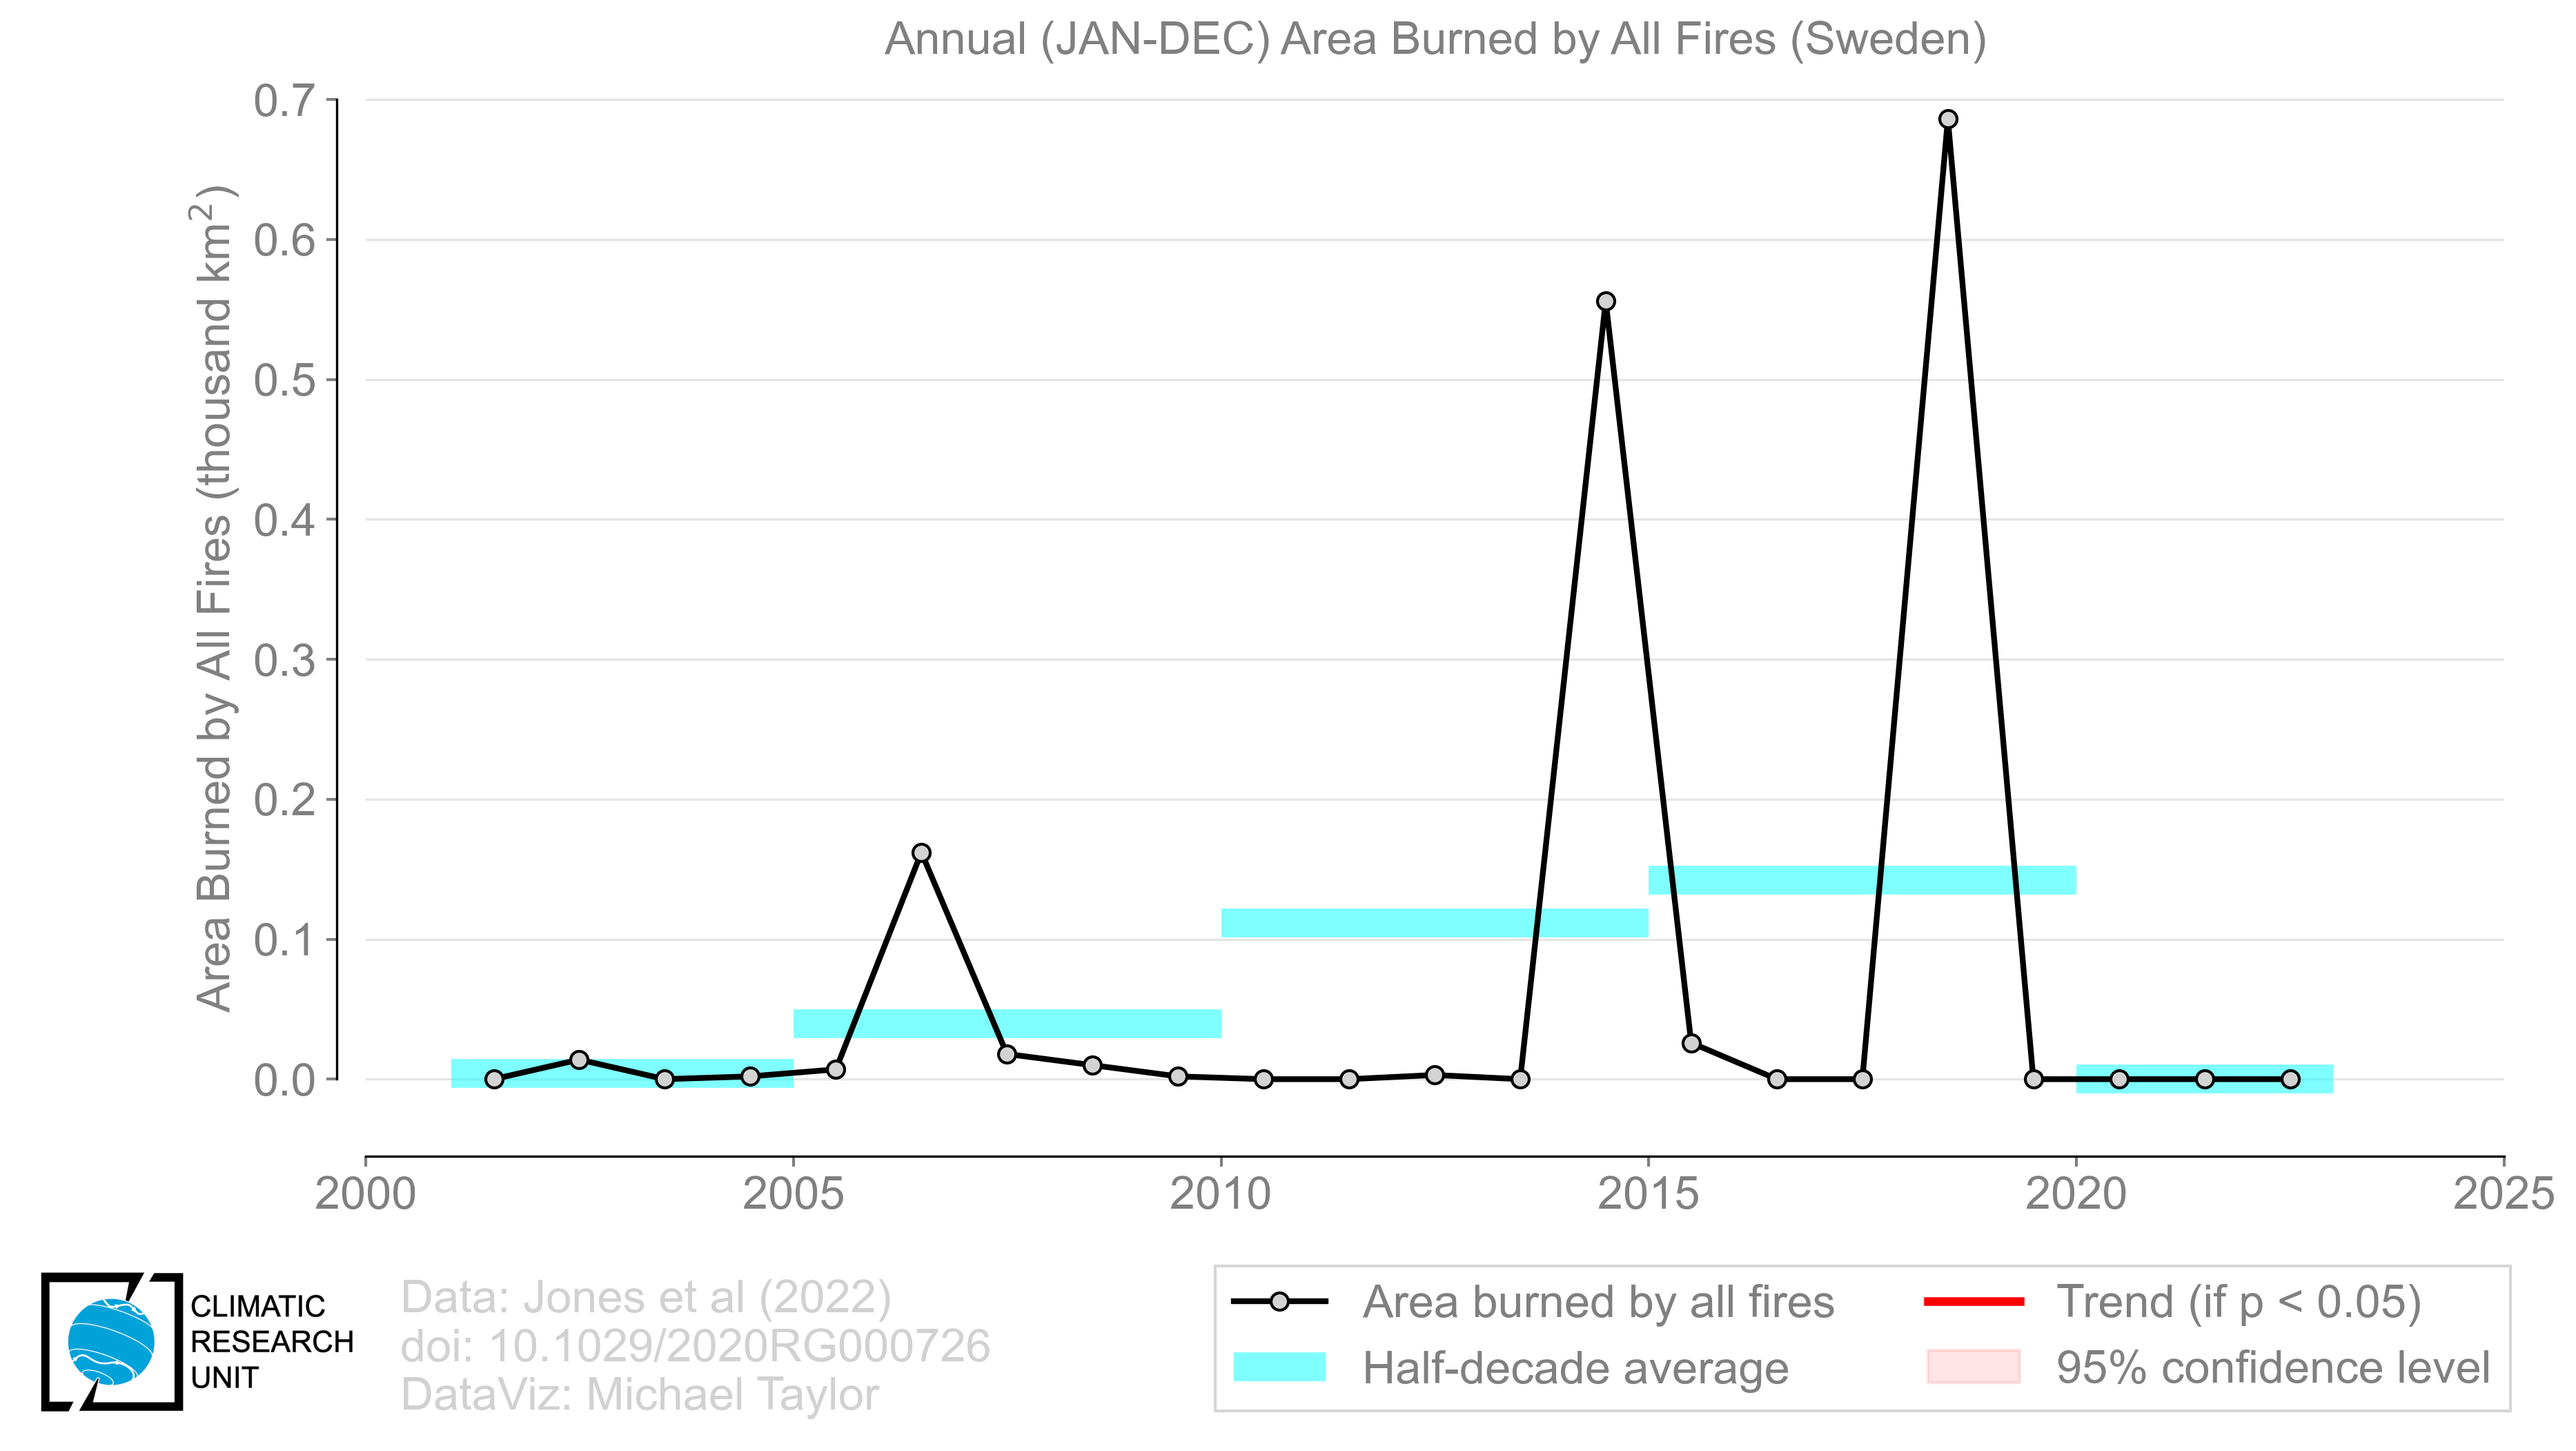 Annual (JAN-DEC) Area Burned by All Fires (Sweden)
Area Burned by All Fires (thousand km²)
0.7
0.6
0.5
0.4
0.3
0.2
0.1
0.0
2000 2005 2010 2015 2020 2025
CLIMATIC
RESEARCH
UNIT
Data: Jones et al (2022)
doi: 10.1029/2020RG000726
DataViz: Michael Taylor
Area burned by all fires
Half-decade average
Trend (if p < 0.05)
95% confidence level